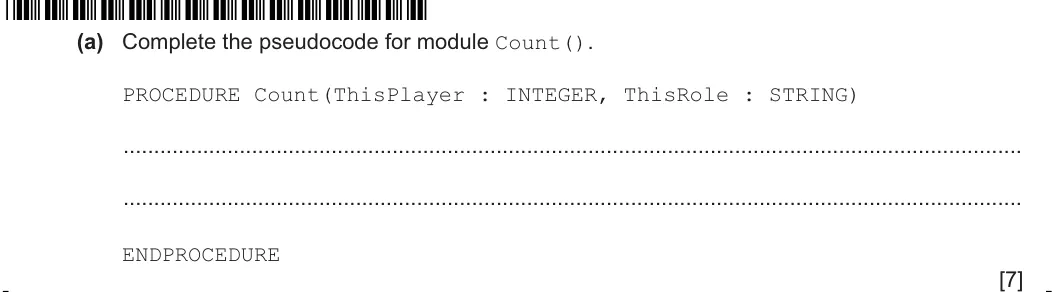 (a) Complete the pseudocode for module Count().
PROCEDURE Count(ThisPlayer : INTEGER, ThisRole : STRING)
................................................................................
................................................................................
ENDPROCEDURE
[7]